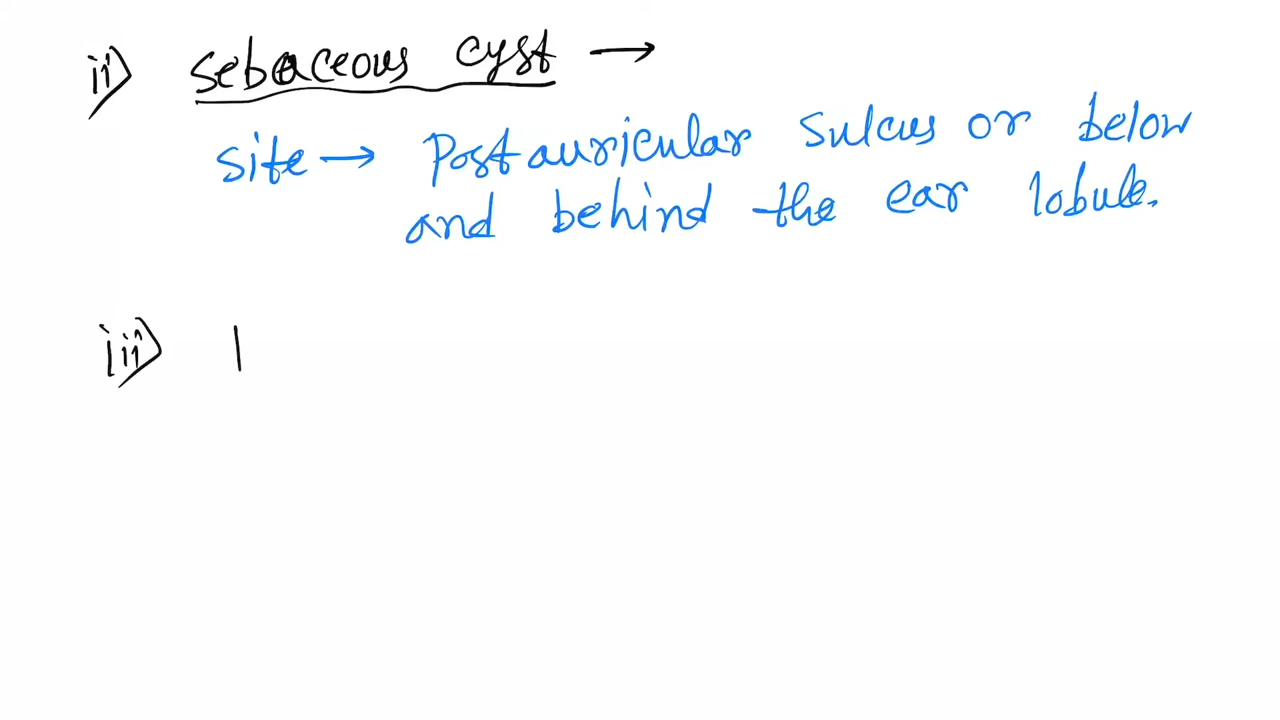 ii) Sebaceous cyst →
Site → Postauricular Sulcus or below
and behind the ear lobule.
iii)